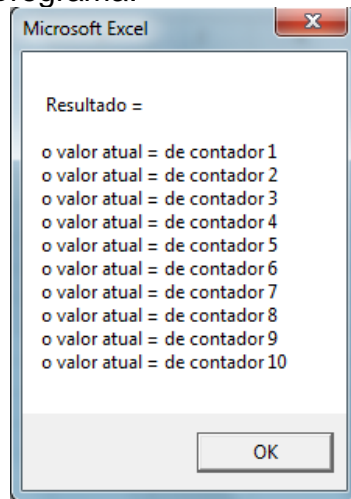 programa.
Microsoft Excel
x
Resultado =
o valor atual = de contador 1
o valor atual = de contador 2
o valor atual = de contador 3
o valor atual = de contador 4
o valor atual = de contador 5
o valor atual = de contador 6
o valor atual = de contador 7
o valor atual = de contador 8
o valor atual = de contador 9
o valor atual = de contador 10
OK